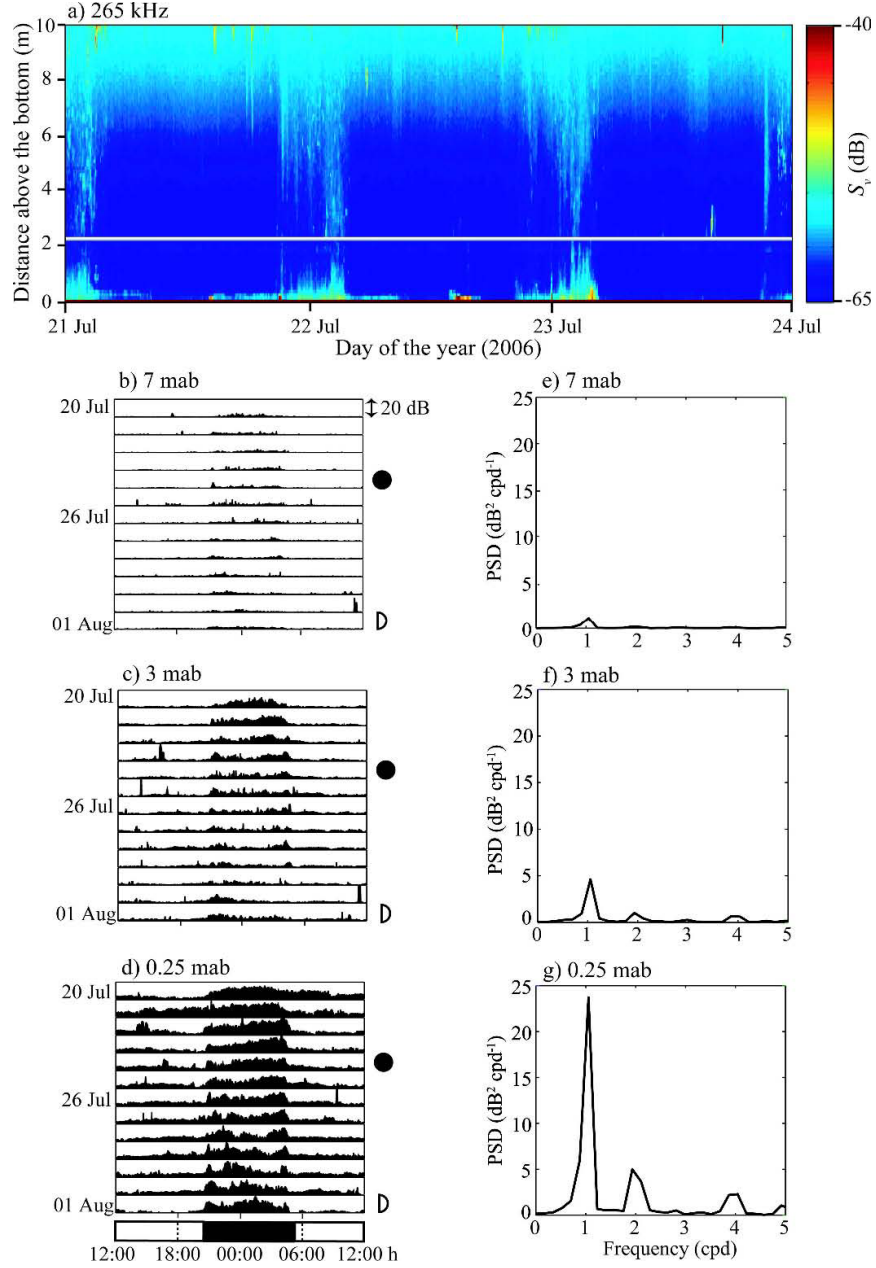 a) 265 kHz
Distance above the bottom (m)
10
8
6
4
2
0
21 Jul
22 Jul
23 Jul
24 Jul
Day of the year (2006)
-40
-65
Sv (dB)
b) 7 mab
20 Jul
26 Jul
01 Aug
20 dB
c) 3 mab
20 Jul
26 Jul
01 Aug
d) 0.25 mab
20 Jul
26 Jul
01 Aug
12:00 18:00 00:00 06:00 12:00 h
e) 7 mab
PSD (dB² cpd⁻¹)
25
20
15
10
5
0
0 1 2 3 4 5
f) 3 mab
PSD (dB² cpd⁻¹)
25
20
15
10
5
0
0 1 2 3 4 5
g) 0.25 mab
PSD (dB² cpd⁻¹)
25
20
15
10
5
0
0 1 2 3 4 5
Frequency (cpd)